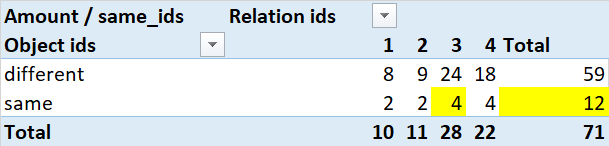 Amount / same_ids Relation ids
Object ids 1 2 3 4 Total
different 8 9 24 18 59
same 2 2 4 4 12
Total 10 11 28 22 71